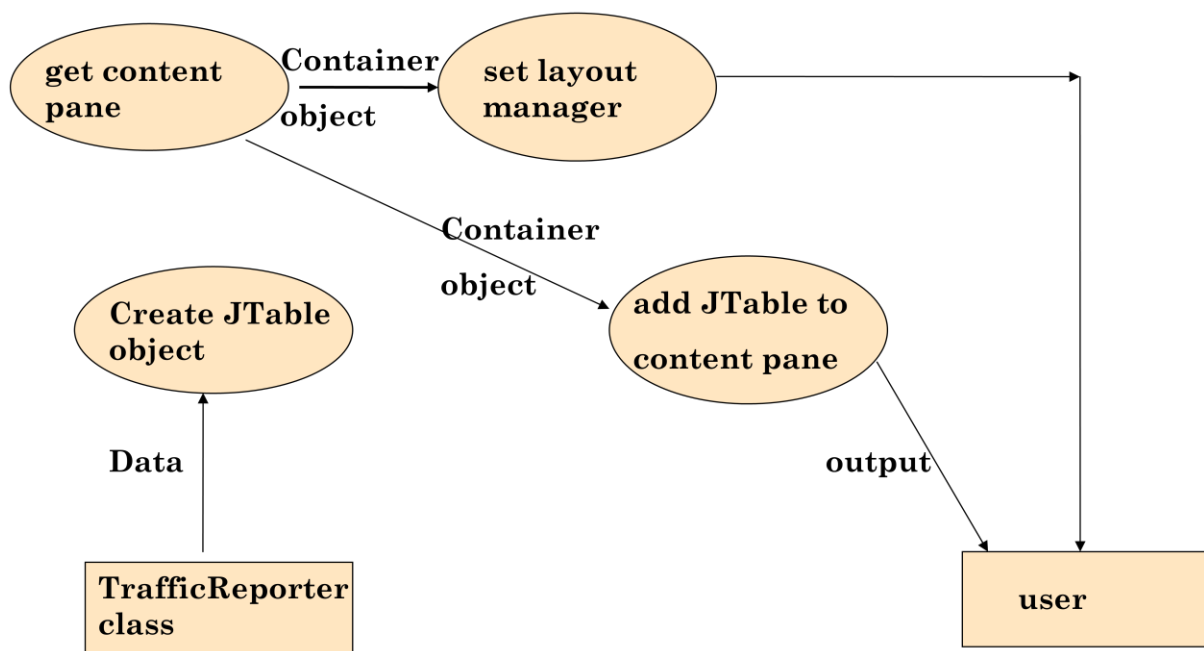 get content
pane
Container
object
set layout
manager
Container
object
Create JTable
object
add JTable to
content pane
Data
output
TrafficReporter
class
user